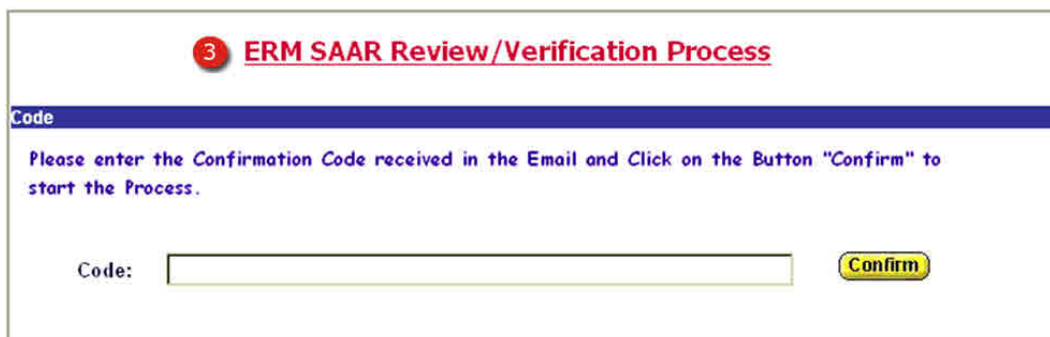 3 ERM SAAR Review/Verification Process
Code
Please enter the Confirmation Code received in the Email and Click on the Button "Confirm" to
start the Process.
Code: Confirm